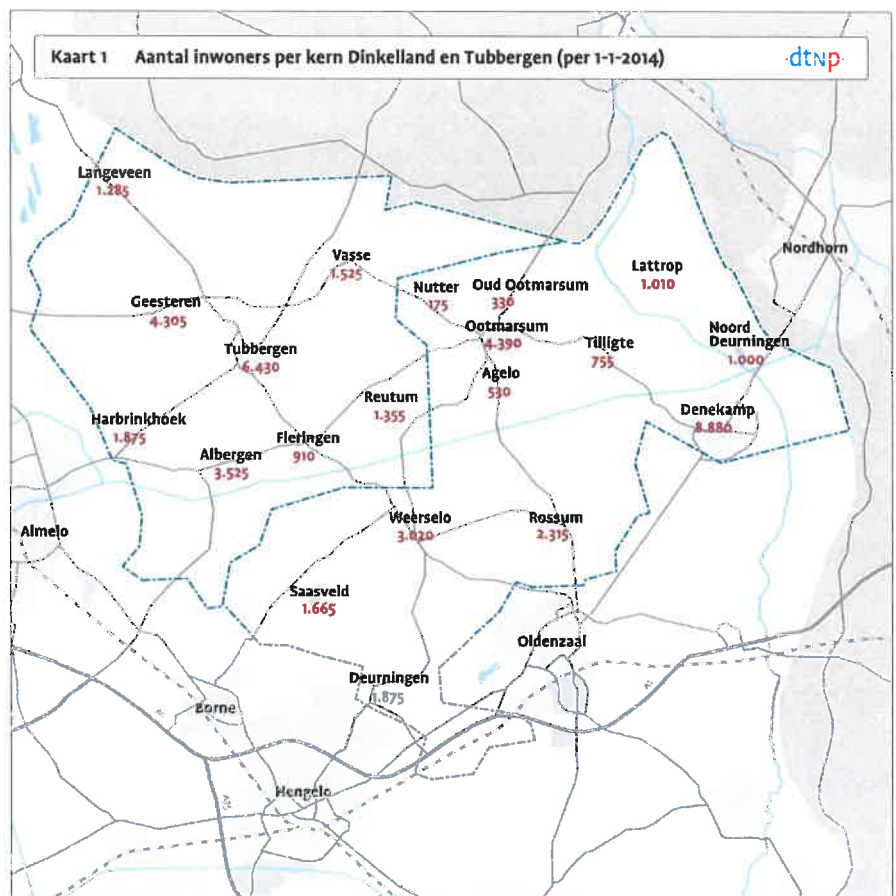 Kaart 1 Aantal inwoners per kern Dinkelland en Tubbergen (per 1-1-2014)
dtnp
Langeveen
1.285
Nordhorn
Vasse
1.525
Lattrop
1.010
Nutter
175
Oud Ootmarsum
330
Geesteren
4.305
Ootmarsum
4.390
Noord
Deurningen
1.000
Tilligte
755
Tubbergen
6.430
Agelo
530
Reutum
1.355
Denekamp
8.880
Harbrinkhoek
1.875
Fleringen
910
Albergen
3.525
Almelo
Weerselo
3.020
Rossum
2.315
Saasveld
1.665
Oldenzaal
Deurningen
1.875
Borne
Hengelo